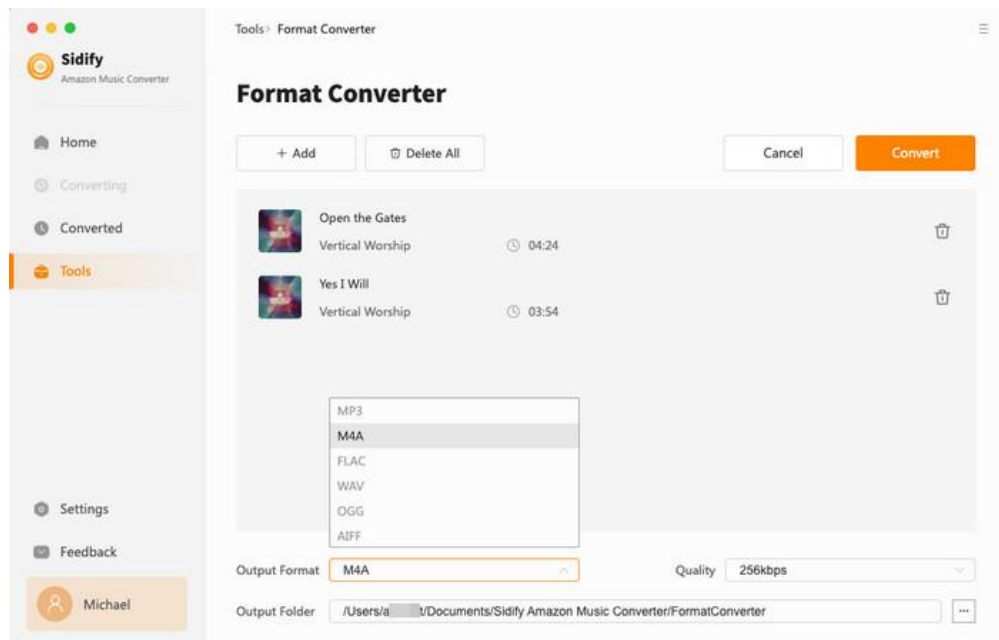 Sidify
Amazon Music Converter
Home
Converting
Converted
Tools
Settings
Feedback
Michael
Tools> Format Converter
Format Converter
+ Add
Delete All
Cancel
Convert
Open the Gates
Vertical Worship 04:24
Yes I Will
Vertical Worship 03:54
MP3
M4A
FLAC
WAV
OGG
AIFF
Output Format M4A
Quality 256kbps
Output Folder /Users/a t/Documents/Sidify Amazon Music Converter/FormatConverter ...